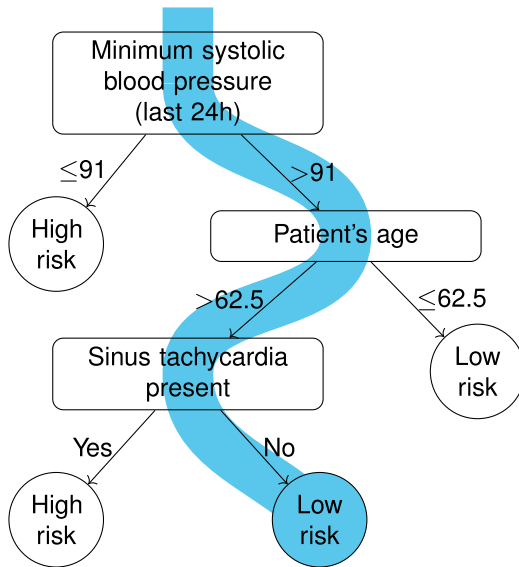 Minimum systolic
blood pressure
(last 24h)
≤91
>91
High
risk
Patient's age
>62.5
≤62.5
Sinus tachycardia
present
Low
risk
Yes
No
High
risk
Low
risk